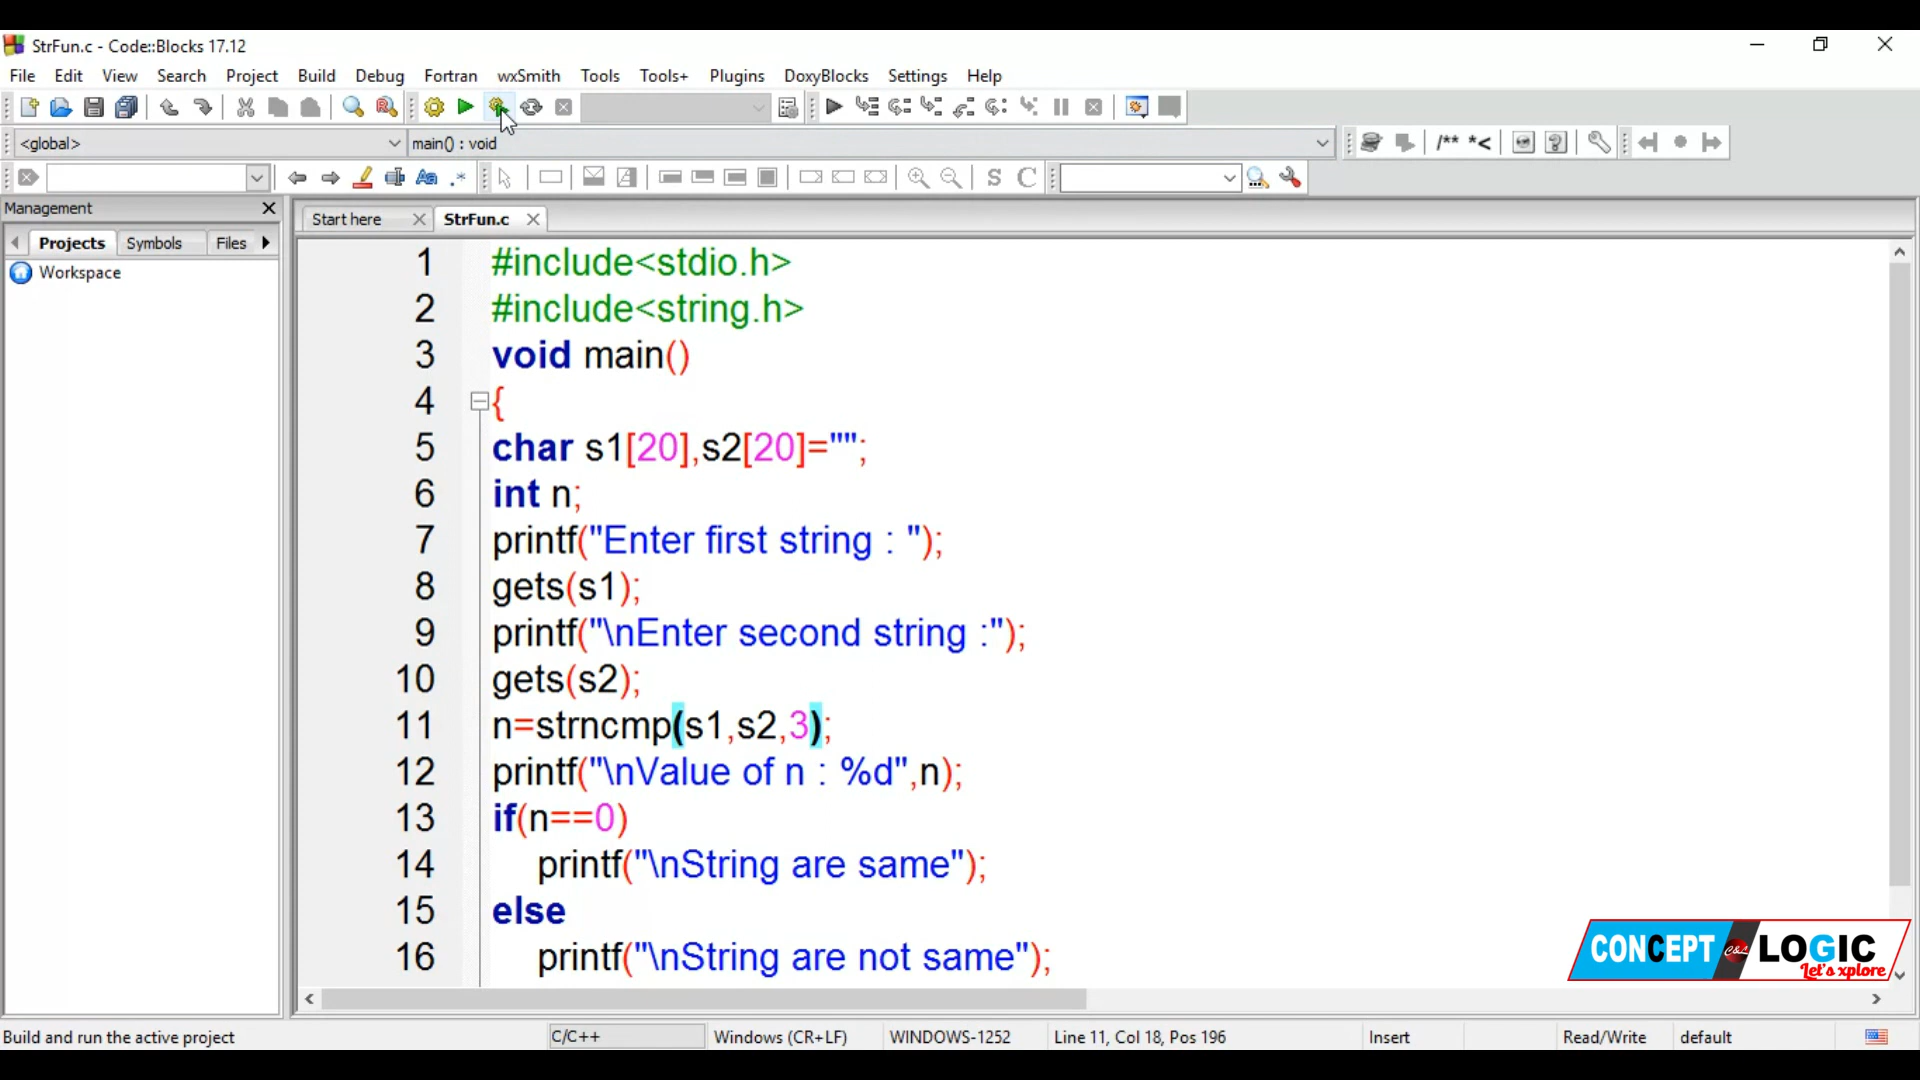 StrFun.c - Code::Blocks 17.12
File Edit View Search Project Build Debug Fortran wxSmith Tools Tools+ Plugins DoxyBlocks Settings Help
<global> main() : void
/** *<
Aa .* S C
Management
Projects Symbols Files
Workspace
Start here StrFun.c
1 #include<stdio.h>
2 #include<string.h>
3 void main()
4 {
5 char s1[20],s2[20]="";
6 int n;
7 printf("Enter first string : ");
8 gets(s1);
9 printf("\nEnter second string :");
10 gets(s2);
11 n=strncmp(s1,s2,3);
12 printf("\nValue of n : %d",n);
13 if(n==0)
14 printf("\nString are same");
15 else
16 printf("\nString are not same");
CONCEPT C&L LOGIC
Let's xplore
Build and run the active project C/C++ Windows (CR+LF) WINDOWS-1252 Line 11, Col 18, Pos 196 Insert Read/Write default